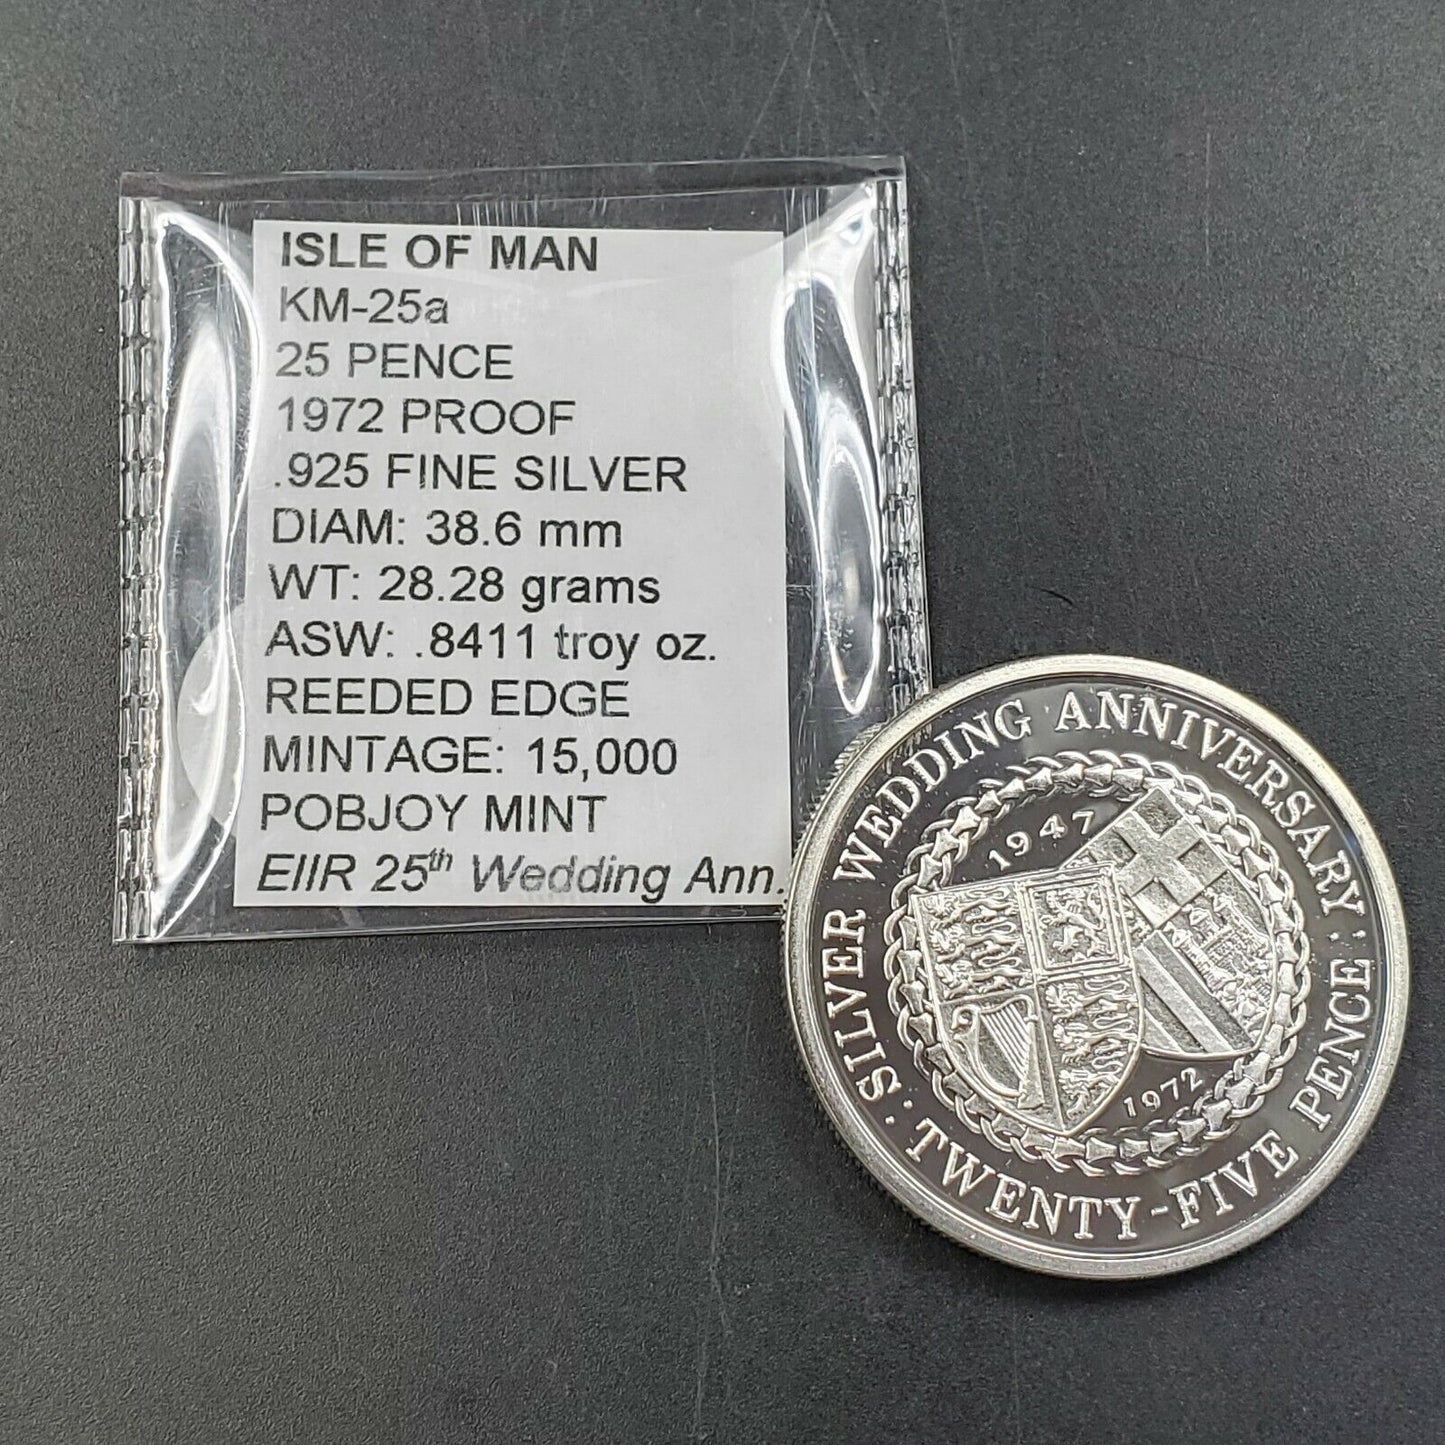 ISLE OF MAN
KM-25a
25 PENCE
1972 PROOF
.925 FINE SILVER
DIAM: 38.6 mm
WT: 28.28 grams
ASW: .8411 troy oz.
REEDED EDGE
MINTAGE: 15,000
POBJOY MINT
EIIR 25th Wedding Ann.
SILVER WEDDING ANNIVERSARY:
1947
1972
· TWENTY-FIVE PENCE: